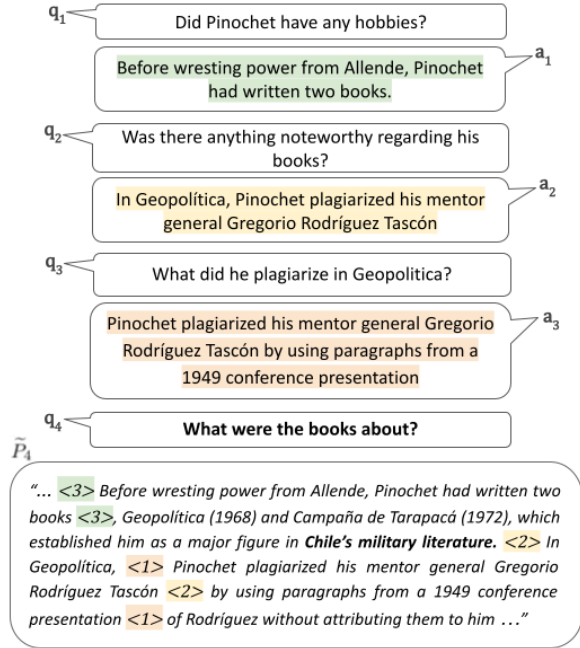 q1
Did Pinochet have any hobbies?
a1
Before wresting power from Allende, Pinochet
had written two books.
q2
Was there anything noteworthy regarding his
books?
a2
In Geopolítica, Pinochet plagiarized his mentor
general Gregorio Rodríguez Tascón
q3
What did he plagiarize in Geopolitica?
a3
Pinochet plagiarized his mentor general Gregorio
Rodríguez Tascón by using paragraphs from a
1949 conference presentation
q4
What were the books about?
P̃4
“... <3> Before wresting power from Allende, Pinochet had written two
books <3>, Geopolítica (1968) and Campaña de Tarapacá (1972), which
established him as a major figure in Chile’s military literature. <2> In
Geopolítica, <1> Pinochet plagiarized his mentor general Gregorio
Rodríguez Tascón <2> by using paragraphs from a 1949 conference
presentation <1> of Rodríguez without attributing them to him ...”